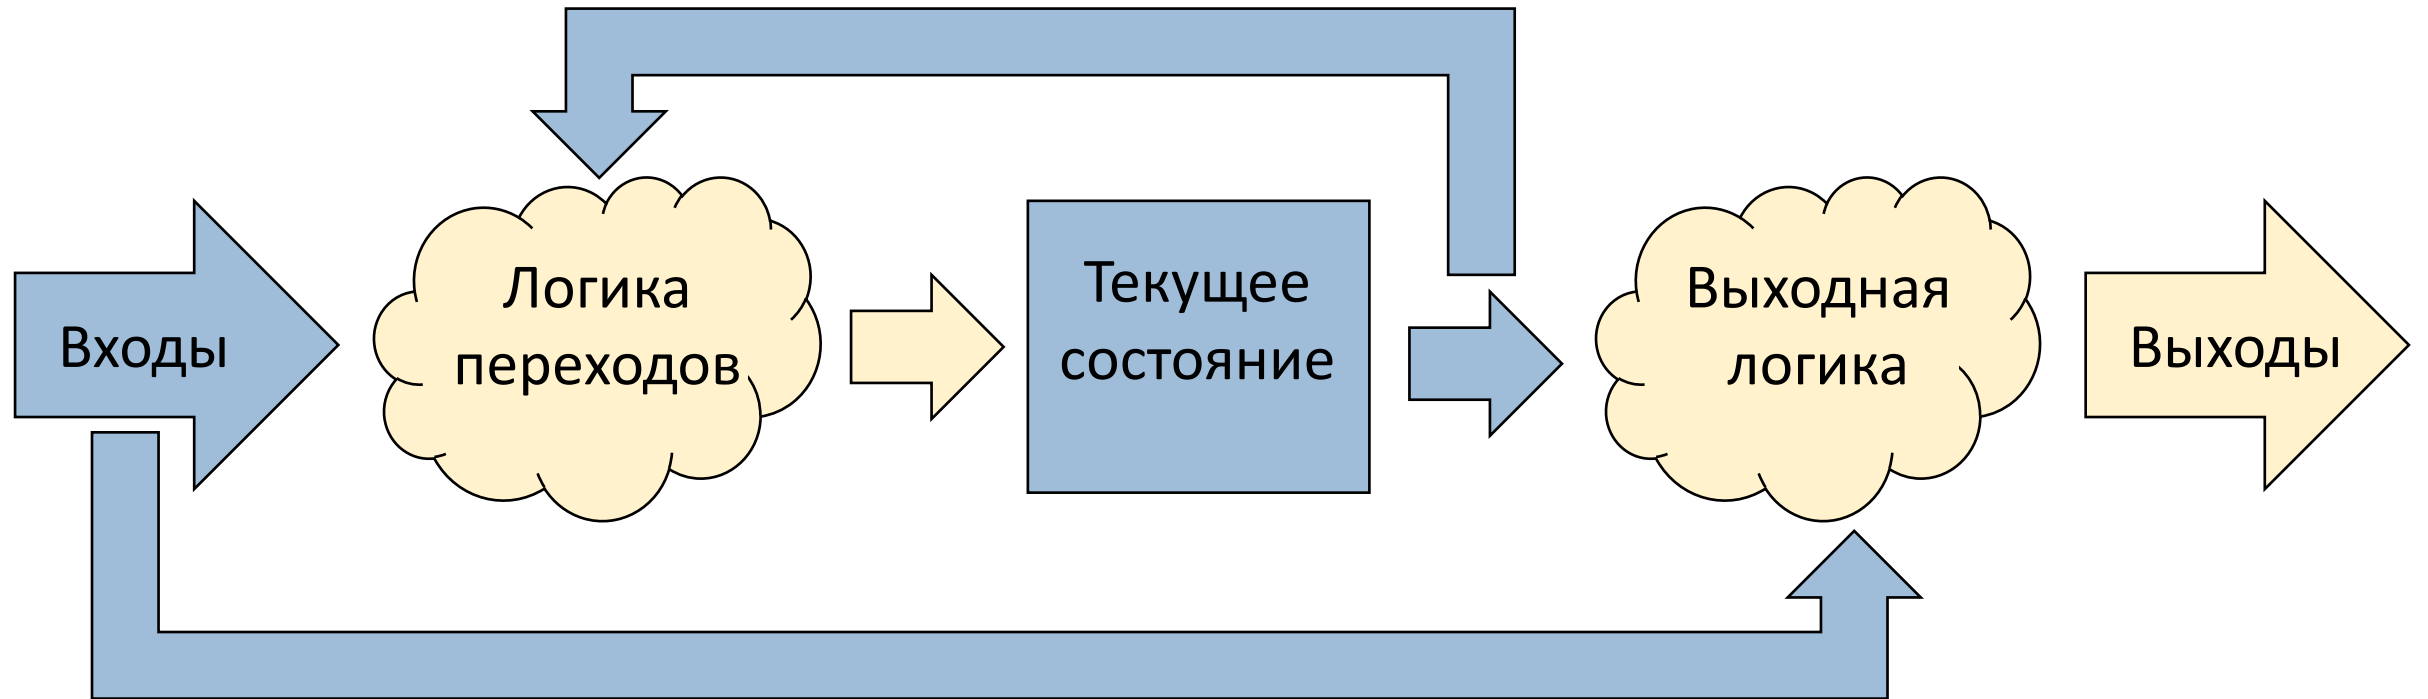 Входы
Логика
переходов
Текущее
состояние
Выходная
логика
Выходы